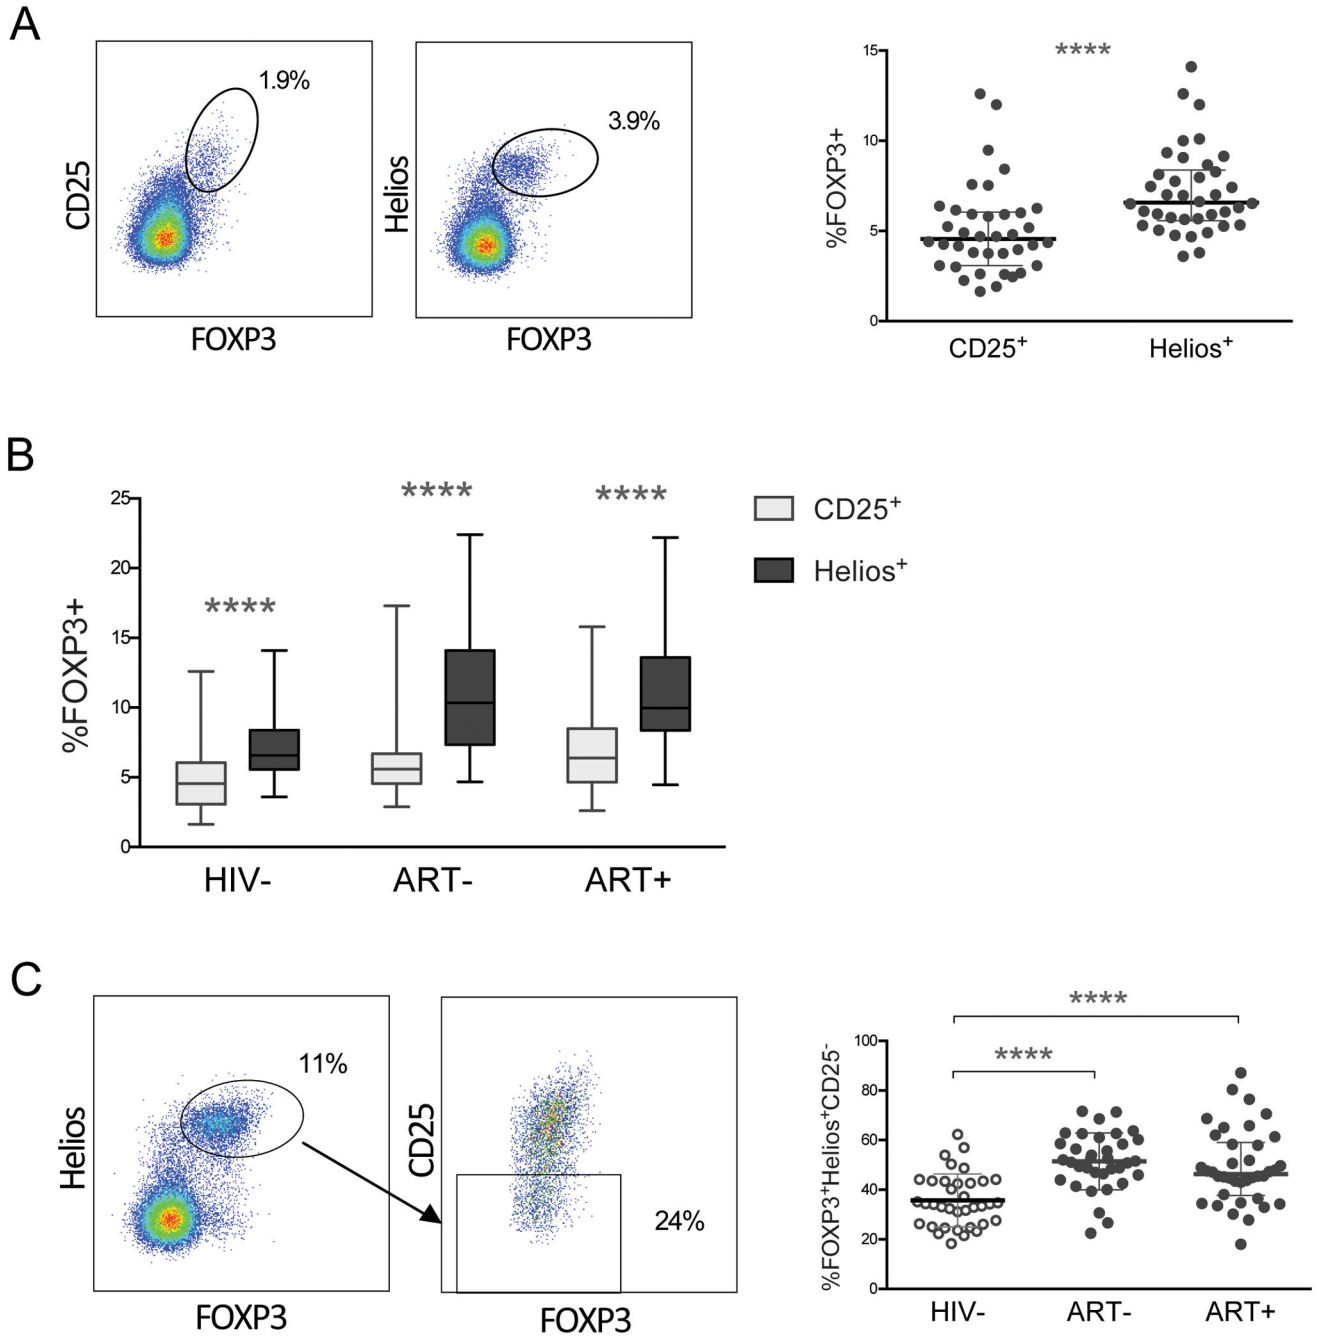 A
1.9%
CD25
FOXP3
3.9%
Helios
FOXP3
****
%FOXP3+
15
10
5
0
CD25⁺
Helios⁺
B
%FOXP3+
25
20
15
10
5
0
****
****
****
HIV-
ART-
ART+
CD25⁺
Helios⁺
C
11%
Helios
FOXP3
CD25
24%
FOXP3
****
****
%FOXP3⁺Helios⁺CD25⁻
100
80
60
40
20
0
HIV-
ART-
ART+